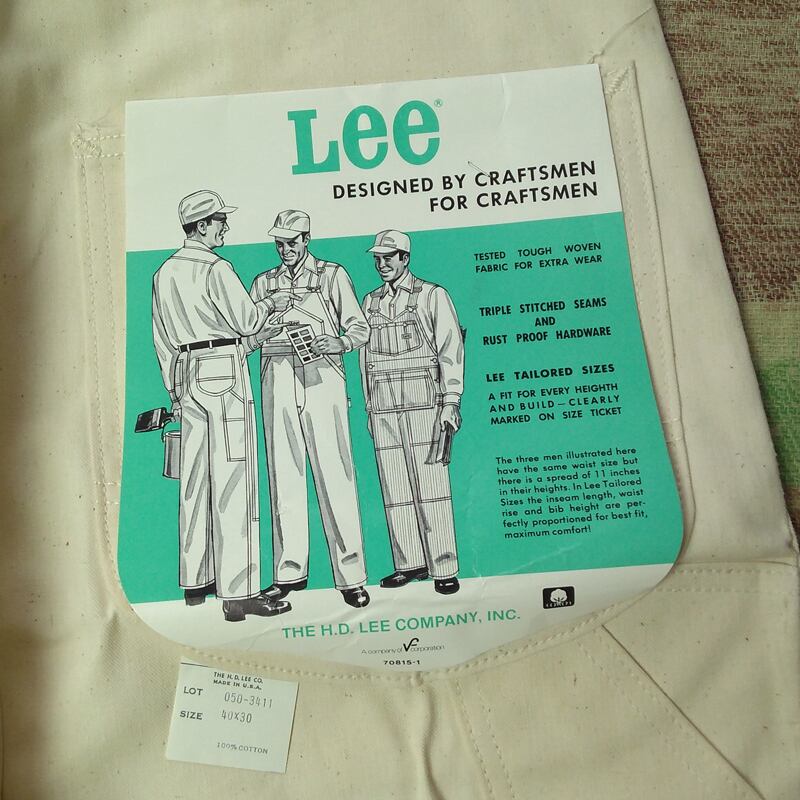 Lee®
DESIGNED BY CRAFTSMEN
FOR CRAFTSMEN
TESTED TOUGH WOVEN
FABRIC FOR EXTRA WEAR
TRIPLE STITCHED SEAMS
AND
RUST PROOF HARDWARE
LEE TAILORED SIZES
A FIT FOR EVERY HEIGHTH
AND BUILD — CLEARLY
MARKED ON SIZE TICKET
The three men illustrated here
have the same waist size but
there is a spread of 11 inches
in their heights. In Lee Tailored
Sizes the inseam length, waist
rise and bib height are per-
fectly proportioned for best fit,
maximum comfort!
COTTON
THE H.D. LEE COMPANY, INC.
A company of VF corporation
70815-1
THE H. D. LEE CO.
MADE IN U.S.A.
LOT 050-3411
SIZE 40X30
100% COTTON